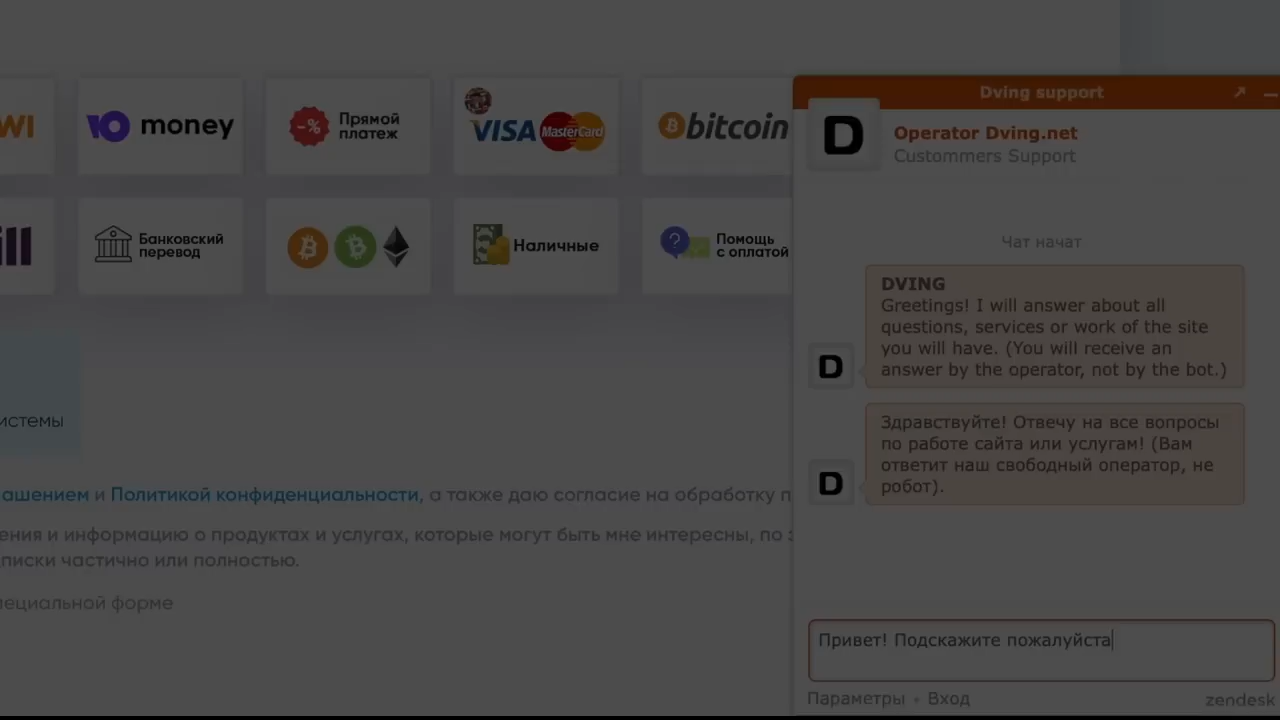 WI
money
Прямой
платеж
VISA
MasterCard
bitcoin
ill
Банковский
перевод
Наличные
Помощь
с оплатой
истемы
ашением и Политикой конфиденциальности, а также даю согласие на обработку п
ения и информацию о продуктах и услугах, которые могут быть мне интересны, по э
писки частично или полностью.
пециальной форме
Dving support
D
Operator Dving.net
Custommers Support
Чат начат
DVING
Greetings! I will answer about all
questions, services or work of the site
you will have. (You will receive an
answer by the operator, not by the bot.)
D
Здравствуйте! Отвечу на все вопросы
по работе сайта или услугам! (Вам
ответит наш свободный оператор, не
робот).
D
Привет! Подскажите пожалуйста
Параметры • Вход
zendesk